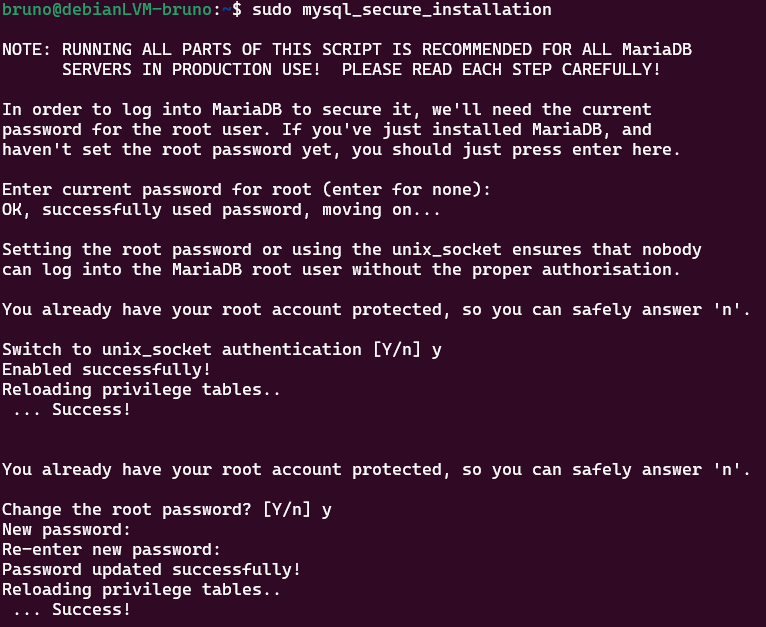 bruno@debianLVM-bruno:~$ sudo mysql_secure_installation
NOTE: RUNNING ALL PARTS OF THIS SCRIPT IS RECOMMENDED FOR ALL MariaDB
SERVERS IN PRODUCTION USE!  PLEASE READ EACH STEP CAREFULLY!
In order to log into MariaDB to secure it, we'll need the current
password for the root user. If you've just installed MariaDB, and
haven't set the root password yet, you should just press enter here.
Enter current password for root (enter for none):
OK, successfully used password, moving on...
Setting the root password or using the unix_socket ensures that nobody
can log into the MariaDB root user without the proper authorisation.
You already have your root account protected, so you can safely answer 'n'.
Switch to unix_socket authentication [Y/n] y
Enabled successfully!
Reloading privilege tables..
... Success!
You already have your root account protected, so you can safely answer 'n'.
Change the root password? [Y/n] y
New password:
Re-enter new password:
Password updated successfully!
Reloading privilege tables..
... Success!